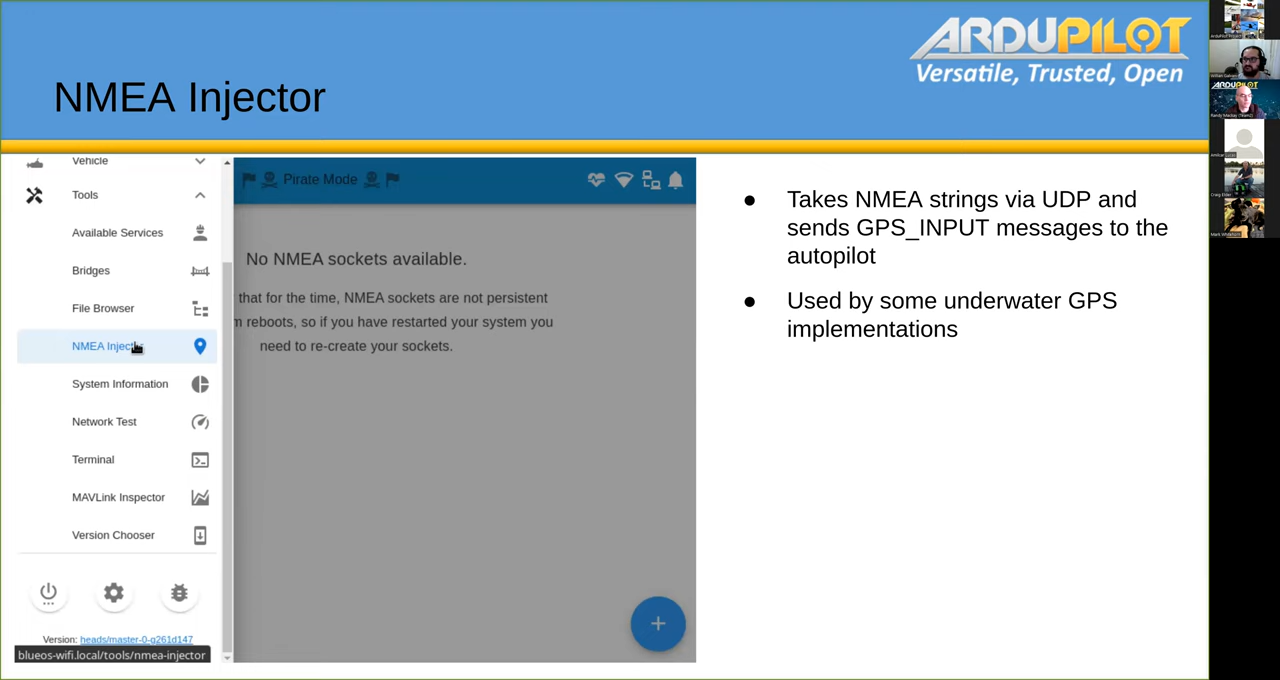 ARDUPILOT
Versatile, Trusted, Open
NMEA Injector
Vehicle
Tools
Available Services
Bridges
File Browser
NMEA Injec
System Information
Network Test
Terminal
MAVLink Inspector
Version Chooser
Version: heads/master-0-g261d147
blueos-wifi.local/tools/nmea-injector
Pirate Mode
No NMEA sockets available.
that for the time, NMEA sockets are not persistent
m reboots, so if you have restarted your system you
need to re-create your sockets.
+
● Takes NMEA strings via UDP and
sends GPS_INPUT messages to the
autopilot
● Used by some underwater GPS
implementations
ARDUPILOT